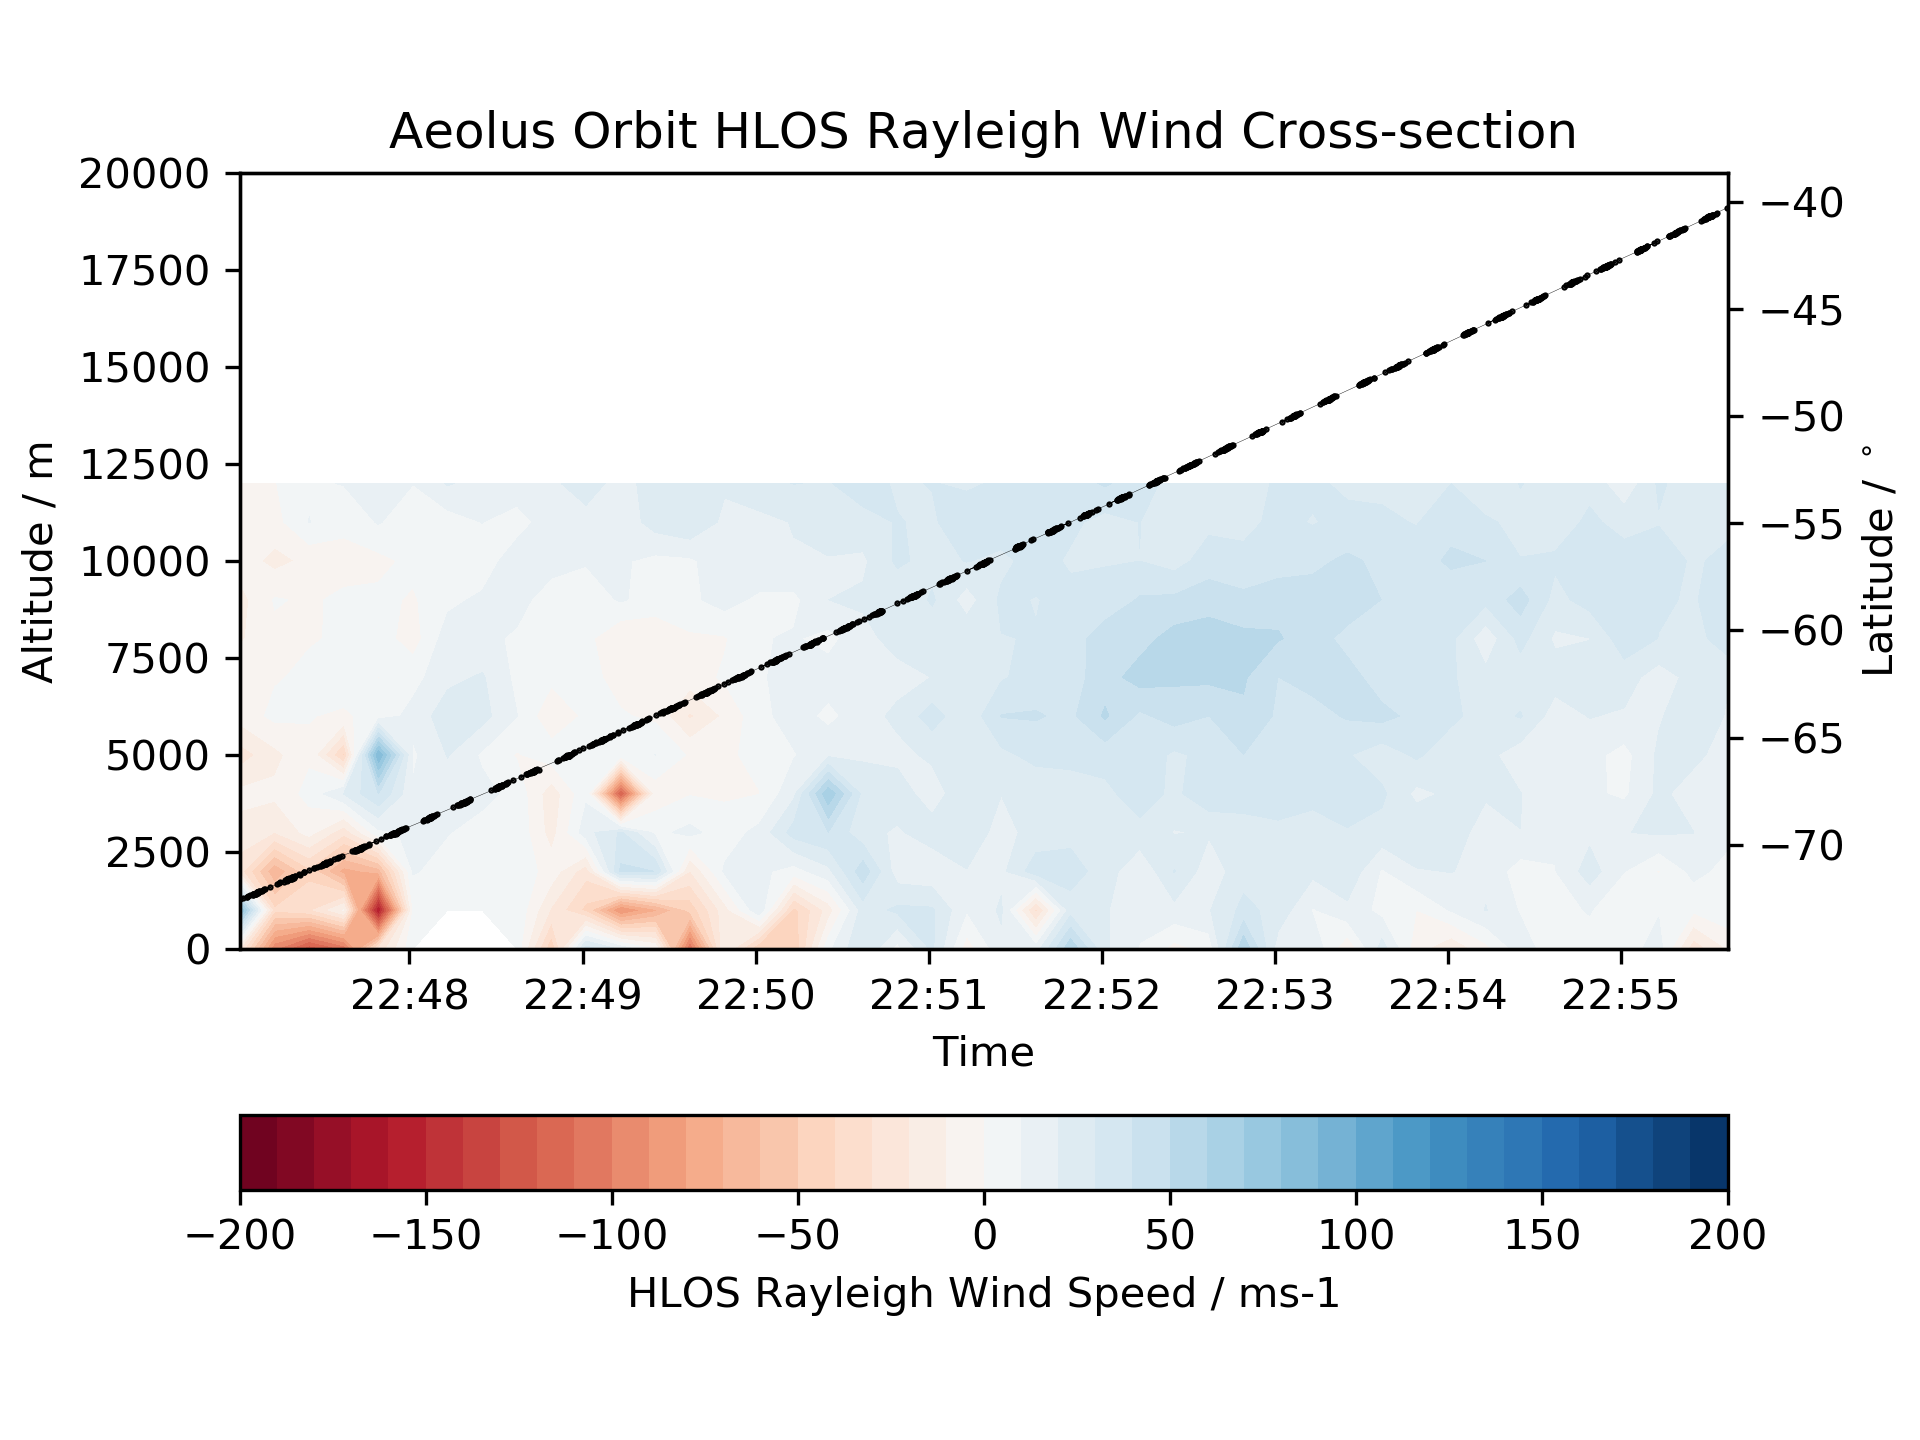 Aeolus Orbit HLOS Rayleigh Wind Cross-section
20000
17500
15000
12500
10000
7500
5000
2500
0
Altitude / m
−40
−45
−50
−55
−60
−65
−70
Latitude / °
22:48 22:49 22:50 22:51 22:52 22:53 22:54 22:55
Time
−200 −150 −100 −50 0 50 100 150 200
HLOS Rayleigh Wind Speed / ms-1